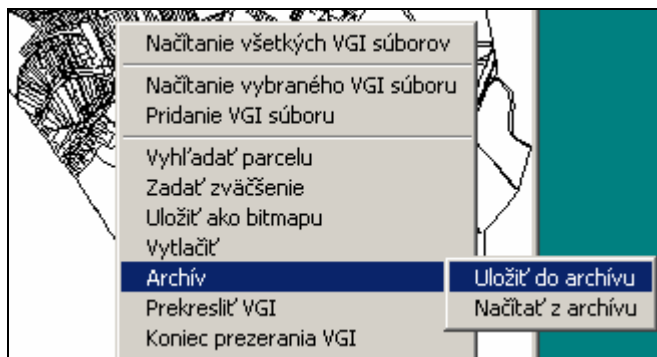 Načítanie všetkých VGI súborov
Načítanie vybraného VGI súboru
Pridanie VGI súboru
Vyhľadať parcelu
Zadať zväčšenie
Uložiť ako bitmapu
Vytlačiť
Archív
Uložiť do archívu
Prekresliť VGI
Načítať z archívu
Koniec prezerania VGI